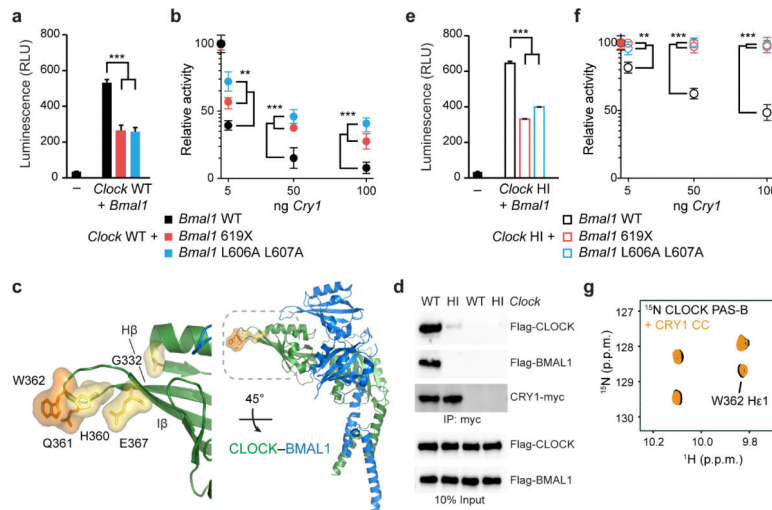 a
Luminescence (RLU)
800
600
400
200
0
***
–
Clock WT
+ Bmal1
b
Relative activity
100
50
0
**
***
***
5
50
100
ng Cry1
Clock WT +
Bmal1 WT
Bmal1 619X
Bmal1 L606A L607A
e
Luminescence (RLU)
800
600
400
200
0
***
–
Clock HI
+ Bmal1
f
Relative activity
100
50
0
**
***
***
5
50
100
ng Cry1
Clock HI +
Bmal1 WT
Bmal1 619X
Bmal1 L606A L607A
c
Hβ
G332
W362
Q361
H360
E367
Iβ
45°
CLOCK–BMAL1
d
WT HI WT HI Clock
Flag-CLOCK
Flag-BMAL1
CRY1-myc
IP: myc
Flag-CLOCK
Flag-BMAL1
10% Input
g
¹⁵N CLOCK PAS-B
+ CRY1 CC
¹⁵N (p.p.m.)
127
128
129
130
W362 Hε1
10.2 10.0 9.8
¹H (p.p.m.)